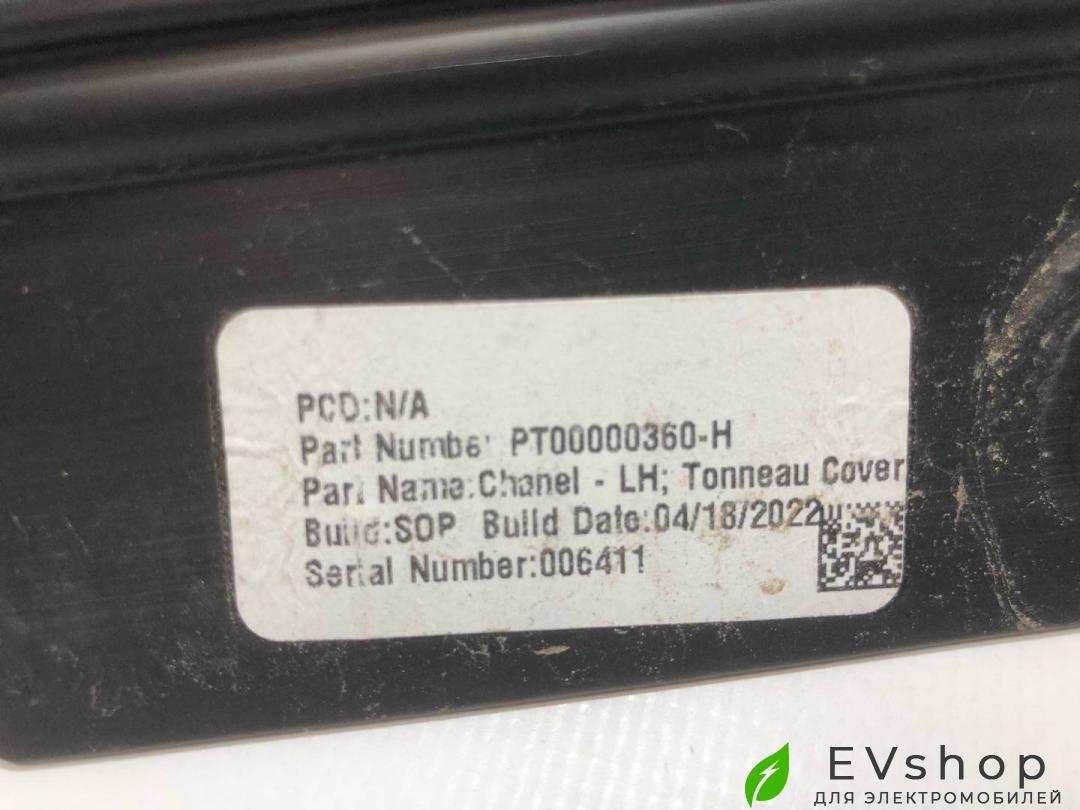 PCD:N/A
Part Number PT00000360-H
Part Name:Chanel - LH; Tonneau Cover
Build:SOP Build Date:04/18/2022
Serial Number:006411
EVshop
ДЛЯ ЭЛЕКТРОМОБИЛЕЙ